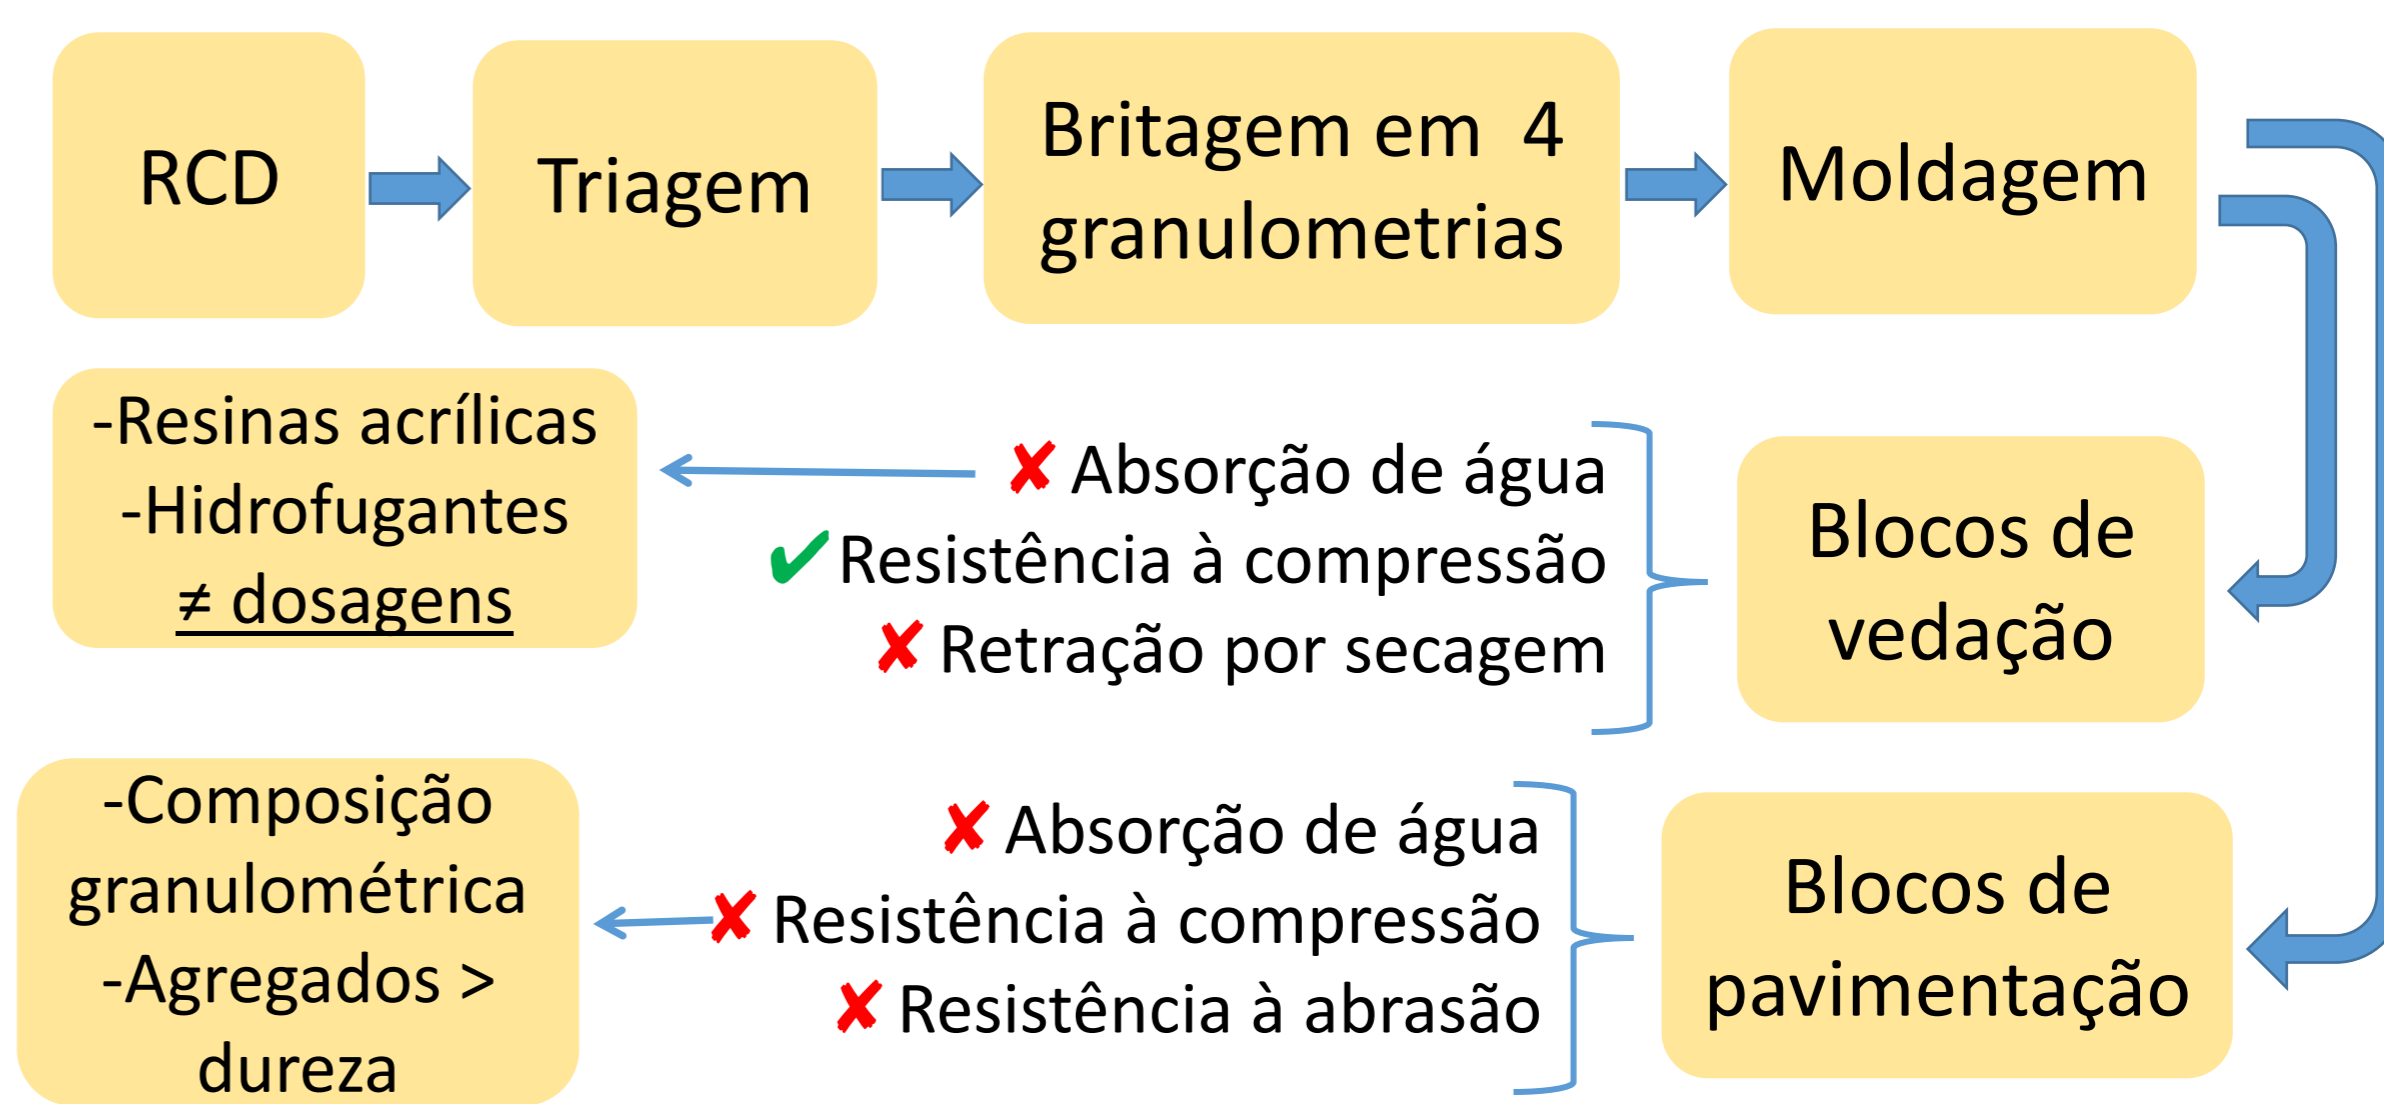 RCD
Triagem
Britagem em 4
granulometrias
Moldagem
-Resinas acrílicas
-Hidrofugantes
≠ dosagens
✘ Absorção de água
✔Resistência à compressão
✘ Retração por secagem
Blocos de
vedação
-Composição
granulométrica
-Agregados >
dureza
✘ Absorção de água
✘ Resistência à compressão
✘ Resistência à abrasão
Blocos de
pavimentação